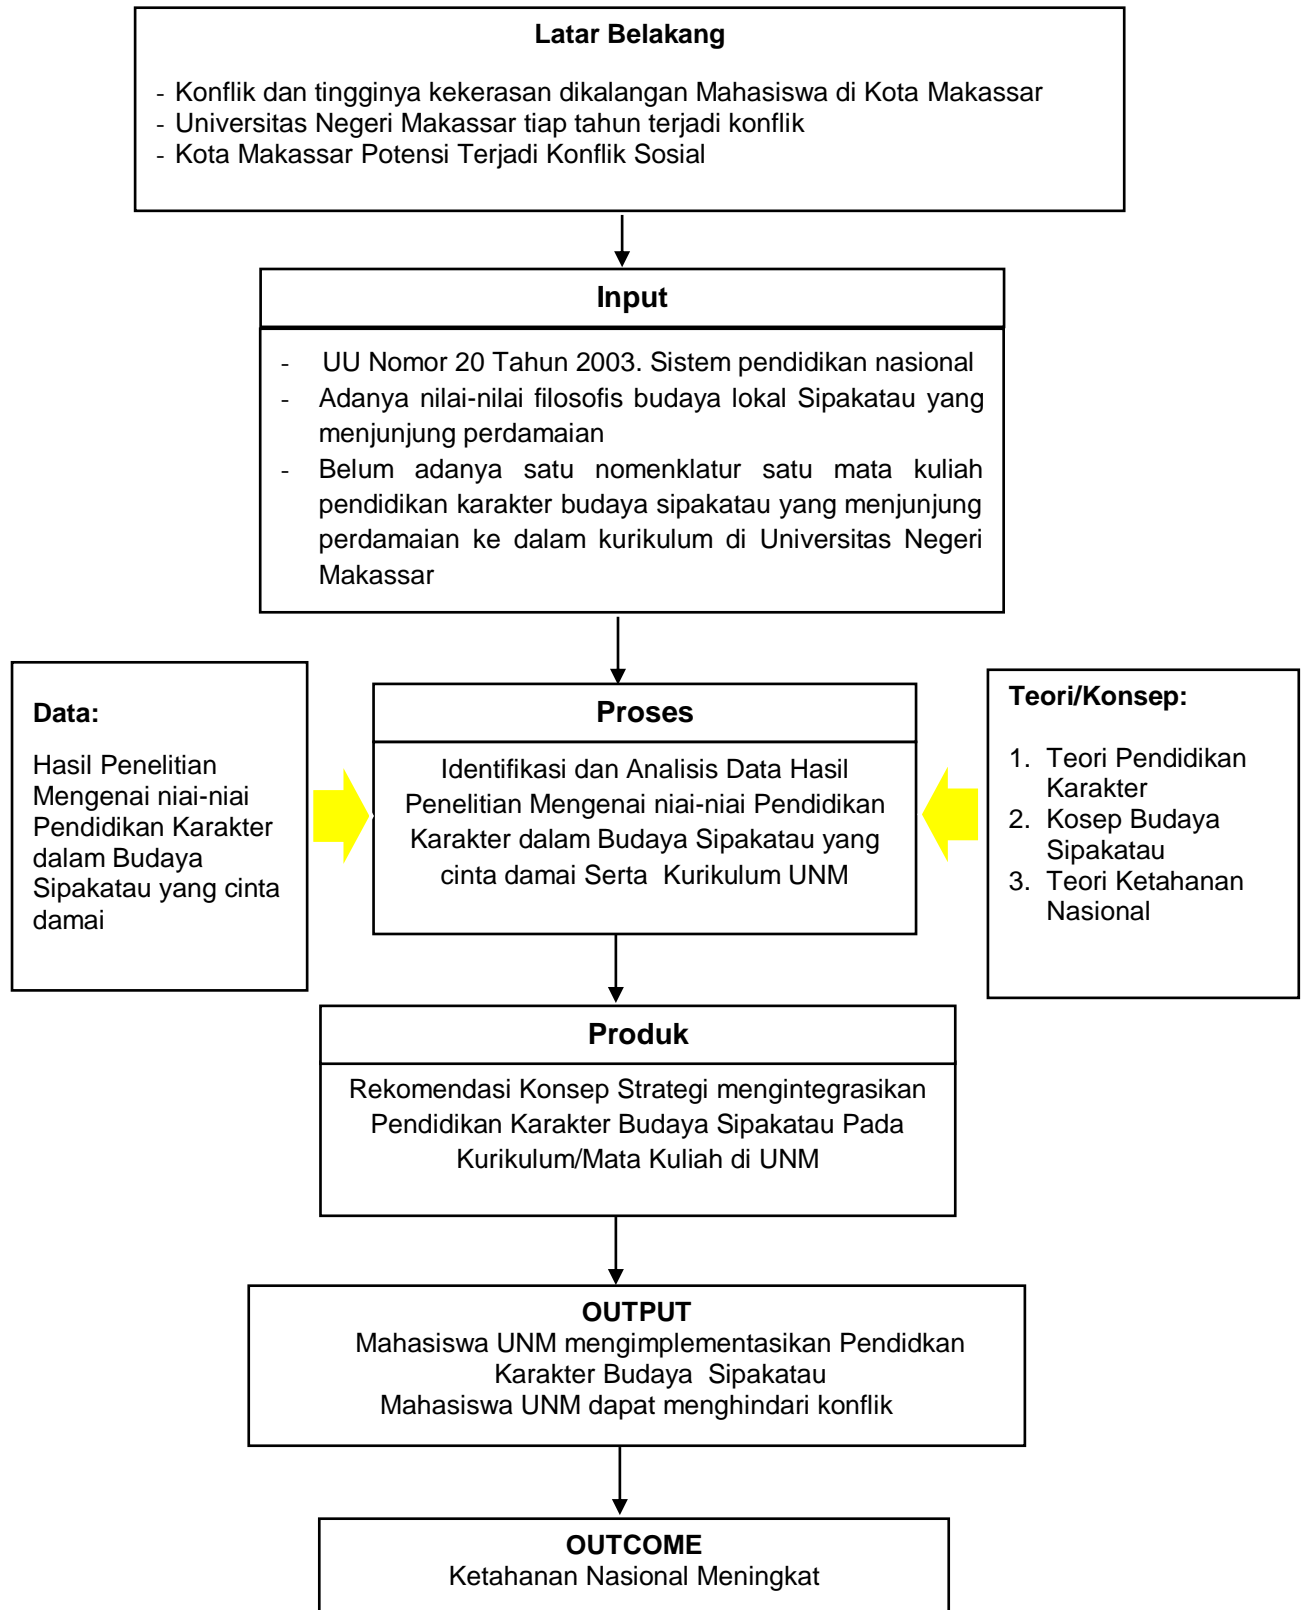 Latar Belakang
- Konflik dan tingginya kekerasan dikalangan Mahasiswa di Kota Makassar
- Universitas Negeri Makassar tiap tahun terjadi konflik
- Kota Makassar Potensi Terjadi Konflik Sosial
Input
- UU Nomor 20 Tahun 2003. Sistem pendidikan nasional
- Adanya nilai-nilai filosofis budaya lokal Sipakatau yang
menjunjung perdamaian
- Belum adanya satu nomenklatur satu mata kuliah
pendidikan karakter budaya sipakatau yang menjunjung
perdamaian ke dalam kurikulum di Universitas Negeri
Makassar
Data:
Hasil Penelitian
Mengenai niai-niai
Pendidikan Karakter
dalam Budaya
Sipakatau yang cinta
damai
Proses
Identifikasi dan Analisis Data Hasil
Penelitian Mengenai niai-niai Pendidikan
Karakter dalam Budaya Sipakatau yang
cinta damai Serta Kurikulum UNM
Teori/Konsep:
1. Teori Pendidikan
Karakter
2. Kosep Budaya
Sipakatau
3. Teori Ketahanan
Nasional
Produk
Rekomendasi Konsep Strategi mengintegrasikan
Pendidikan Karakter Budaya Sipakatau Pada
Kurikulum/Mata Kuliah di UNM
OUTPUT
Mahasiswa UNM mengimplementasikan Pendidkan
Karakter Budaya Sipakatau
Mahasiswa UNM dapat menghindari konflik
OUTCOME
Ketahanan Nasional Meningkat